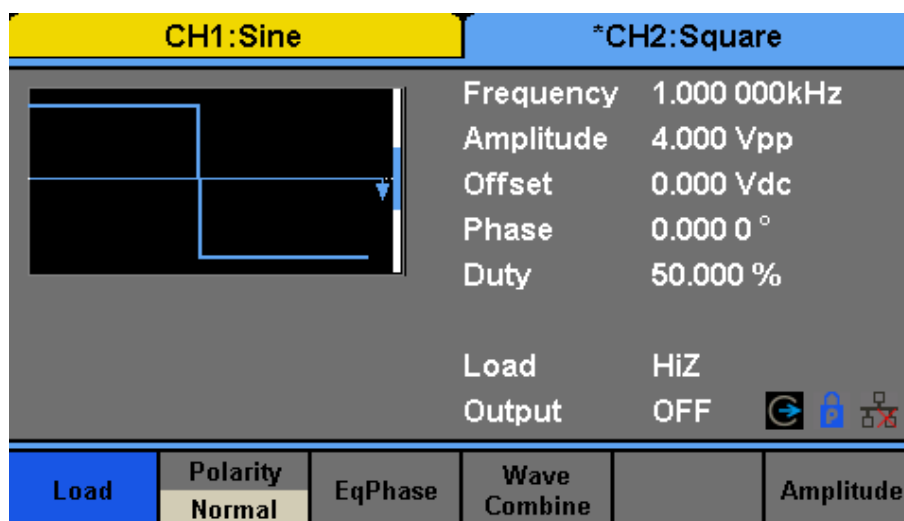 CH1:Sine *CH2:Square
Frequency 1.000 000kHz
Amplitude 4.000 Vpp
Offset 0.000 Vdc
Phase 0.000 0 °
Duty 50.000 %
Load HiZ
Output OFF P
Load Polarity Normal EqPhase Wave Combine Amplitude